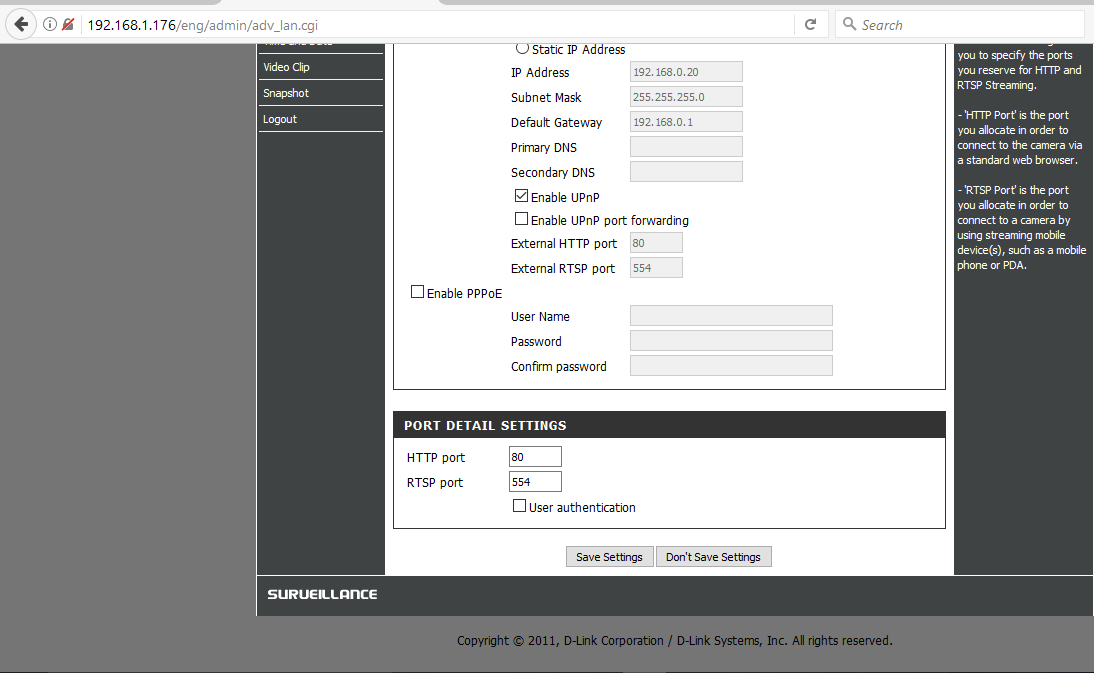 192.168.1.176/eng/admin/adv_lan.cgi
Search
Time and Date
Video Clip
Snapshot
Logout
Static IP Address
IP Address 192.168.0.20
Subnet Mask 255.255.255.0
Default Gateway 192.168.0.1
Primary DNS
Secondary DNS
Enable UPnP
Enable UPnP port forwarding
External HTTP port 80
External RTSP port 554
Enable PPPoE
User Name
Password
Confirm password
PORT DETAIL SETTINGS
HTTP port 80
RTSP port 554
User authentication
Save Settings Don't Save Settings
you to specify the ports
you reserve for HTTP and
RTSP Streaming.
- 'HTTP Port' is the port
you allocate in order to
connect to the camera via
a standard web browser.
- 'RTSP Port' is the port
you allocate in order to
connect to a camera by
using streaming mobile
device(s), such as a mobile
phone or PDA.
SURVEILLANCE
Copyright © 2011, D-Link Corporation / D-Link Systems, Inc. All rights reserved.